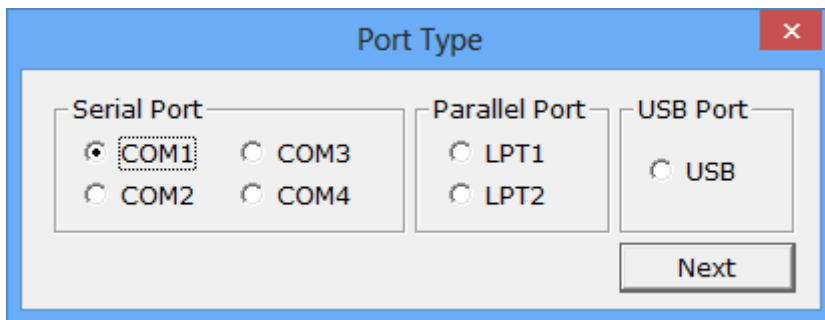 Port Type
Serial Port Parallel Port USB Port
COM1 COM3 LPT1 USB
COM2 COM4 LPT2
Next